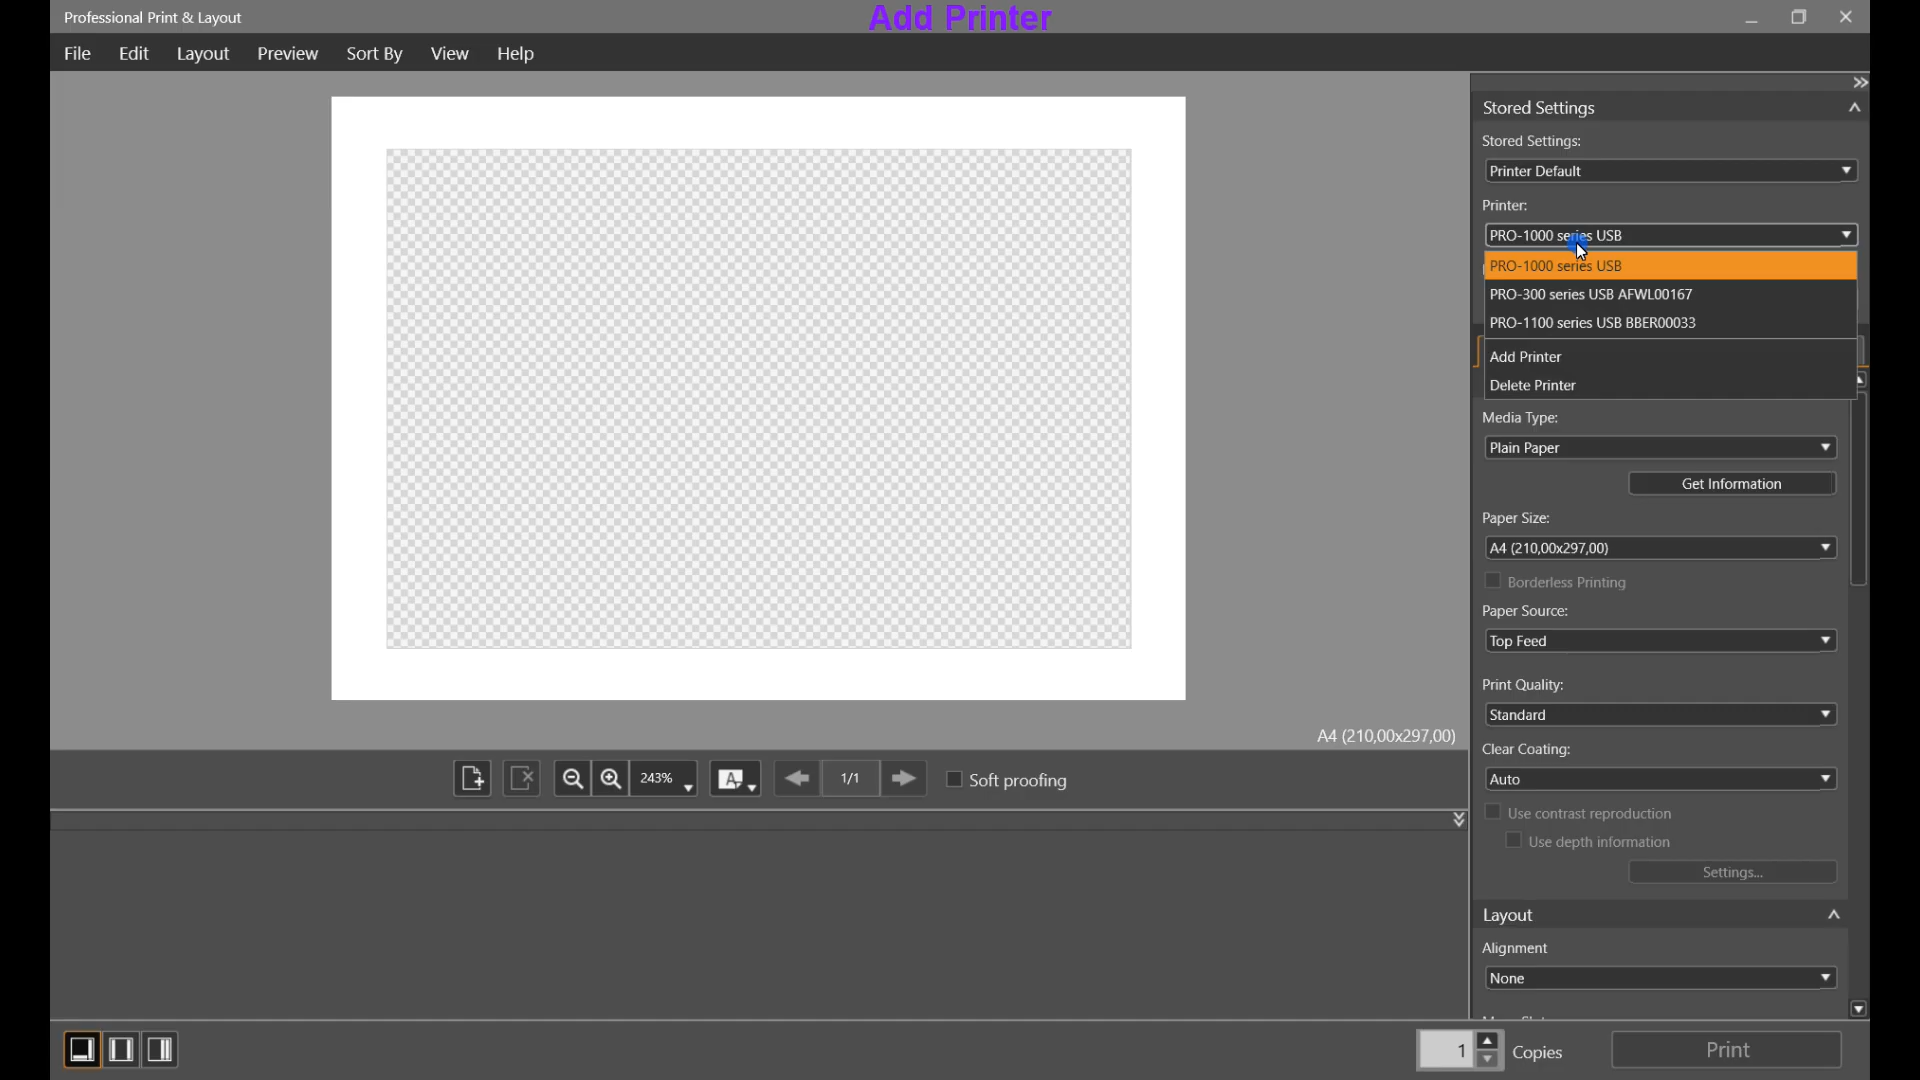 Professional Print & Layout
Add Printer
File Edit Layout Preview Sort By View Help
Stored Settings
Stored Settings:
Printer Default
Printer:
PRO-1000 series USB
PRO-1000 series USB
PRO-300 series USB AFWL00167
PRO-1100 series USB BBER00033
Add Printer
Delete Printer
Media Type:
Plain Paper
Get Information
Paper Size:
A4 (210,00x297,00)
Borderless Printing
Paper Source:
Top Feed
Print Quality:
Standard
A4 (210,00x297,00)
Clear Coating:
243%
A
1/1
Soft proofing
Auto
Use contrast reproduction
Use depth information
Settings...
Layout
Alignment
None
1
Copies
Print